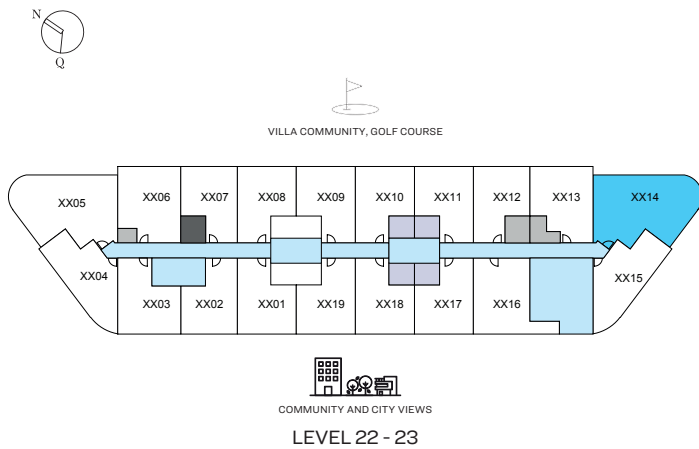 N
Q
VILLA COMMUNITY, GOLF COURSE
XX05
XX06
XX07
XX08
XX09
XX10
XX11
XX12
XX13
XX14
XX04
XX03
XX02
XX01
XX19
XX18
XX17
XX16
XX15
COMMUNITY AND CITY VIEWS
LEVEL 22 - 23